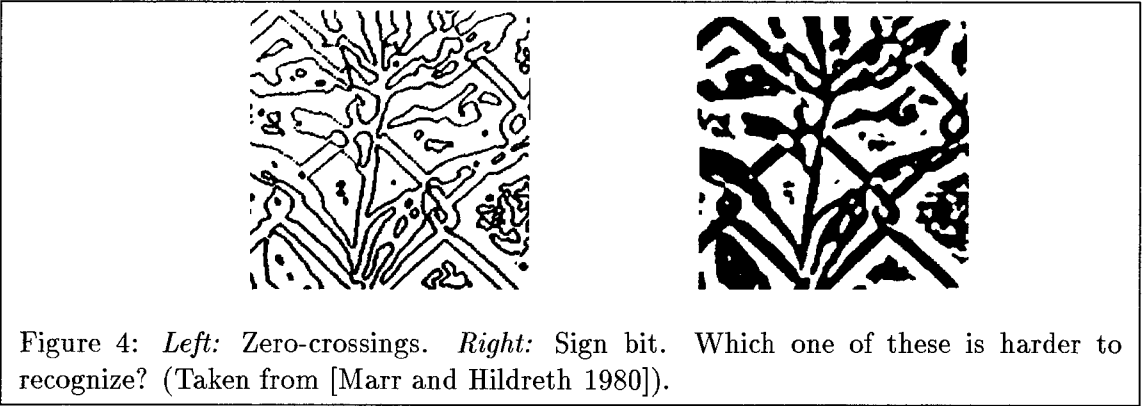 Figure 4: Left: Zero-crossings. Right: Sign bit. Which one of these is harder to
recognize? (Taken from [Marr and Hildreth 1980]).